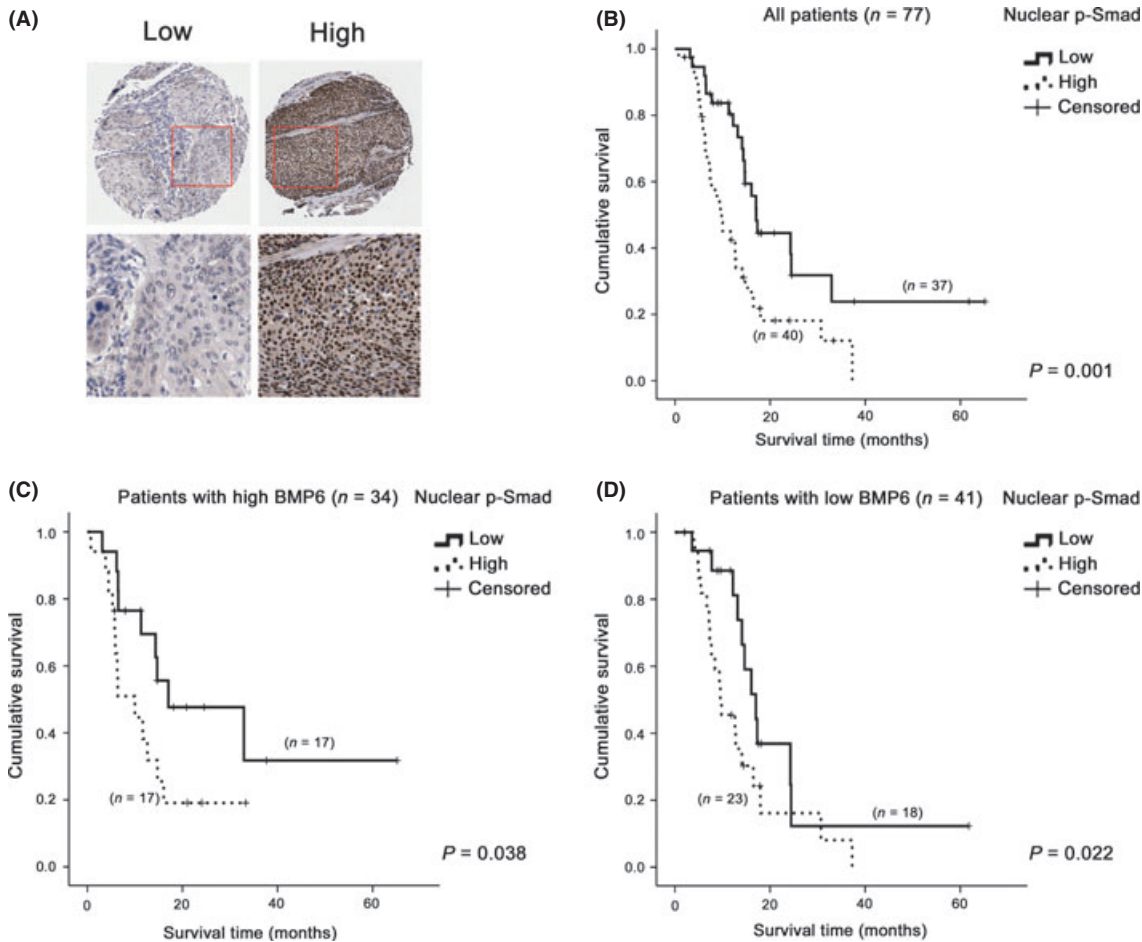 (A)
Low High
(B)
All patients (n = 77) Nuclear p-Smad
Low
High
Censored
1.0
0.8
0.6
0.4
0.2
0.0
Cumulative survival
(n = 37)
(n = 40)
P = 0.001
0 20 40 60
Survival time (months)
(C)
Patients with high BMP6 (n = 34) Nuclear p-Smad
Low
High
Censored
1.0
0.8
0.6
0.4
0.2
0.0
Cumulative survival
(n = 17)
(n = 17)
P = 0.038
0 20 40 60
Survival time (months)
(D)
Patients with low BMP6 (n = 41) Nuclear p-Smad
Low
High
Censored
1.0
0.8
0.6
0.4
0.2
0.0
Cumulative survival
(n = 23)
(n = 18)
P = 0.022
0 20 40 60
Survival time (months)